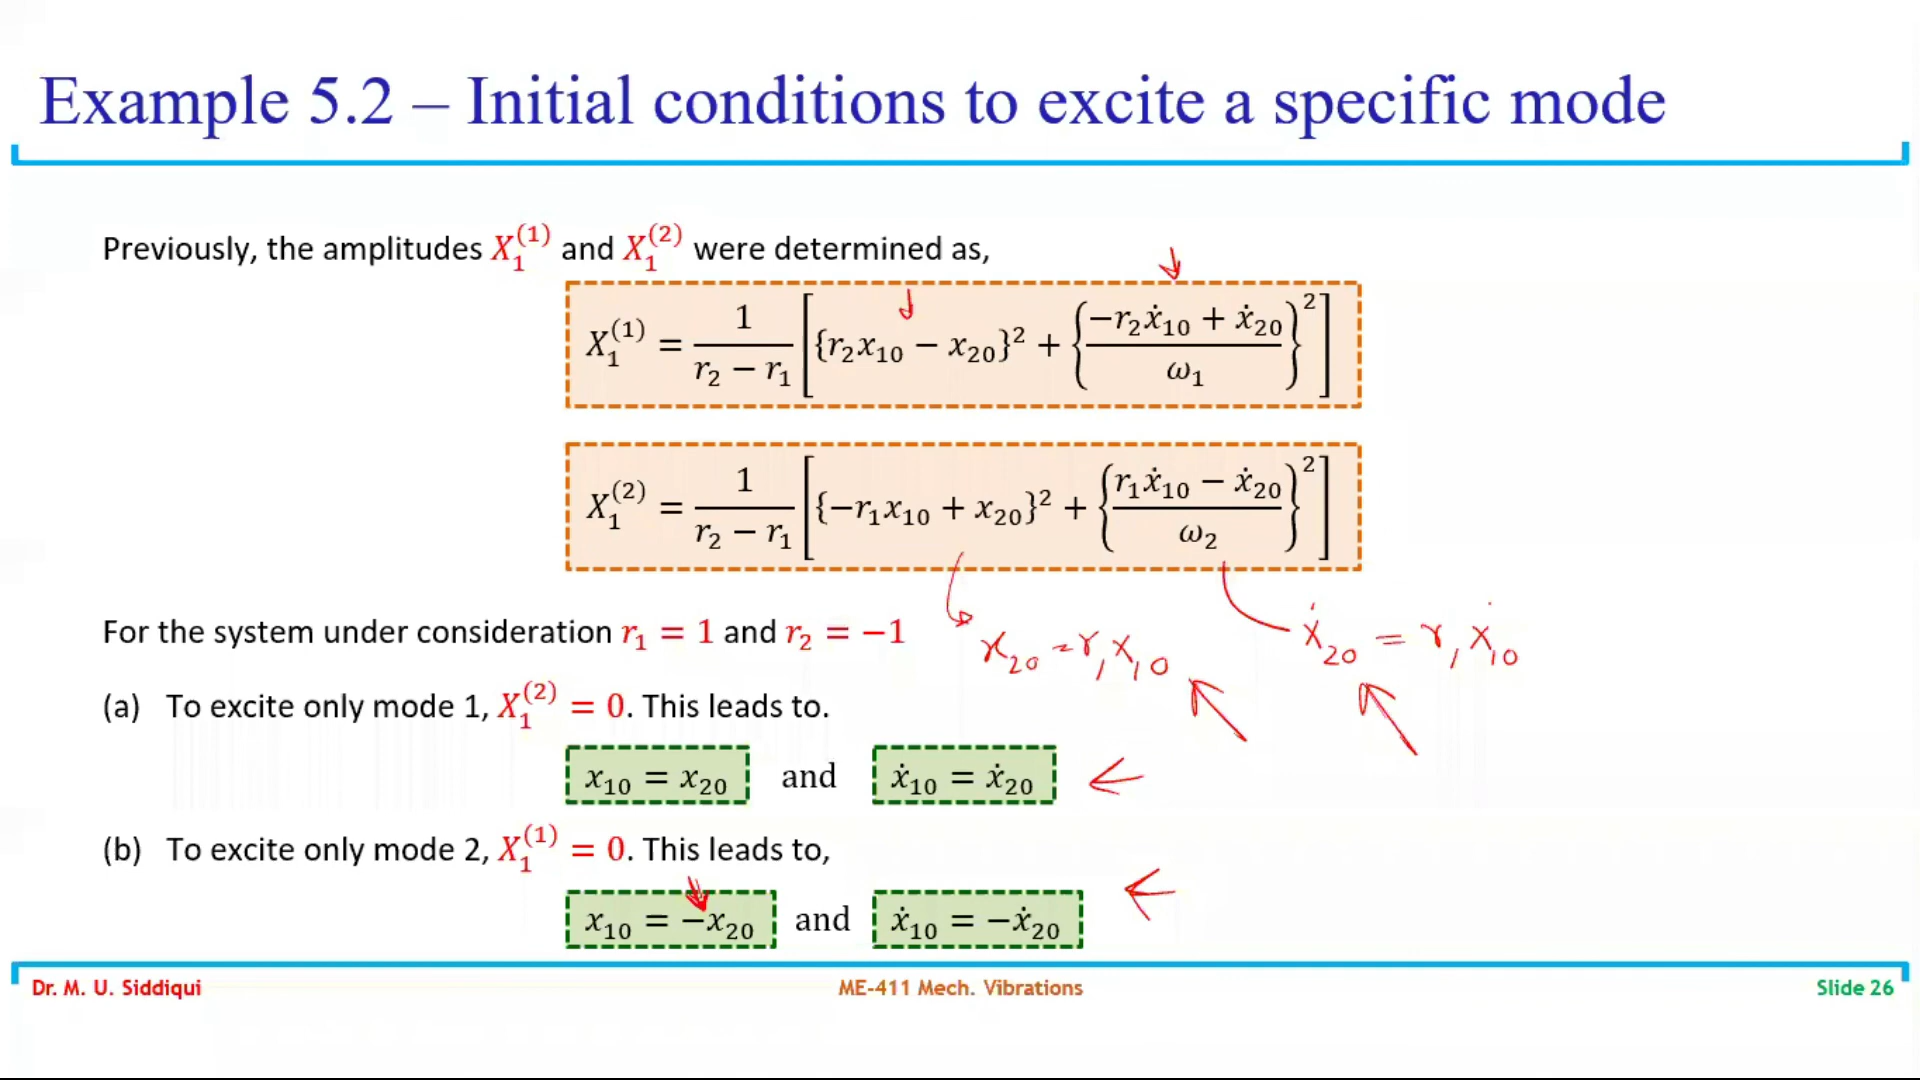 Example 5.2 – Initial conditions to excite a specific mode
Previously, the amplitudes X₁⁽¹⁾ and X₁⁽²⁾ were determined as,
X₁⁽¹⁾ = 1/(r₂ − r₁) [{r₂x₁₀ − x₂₀}² + {(−r₂ẋ₁₀ + ẋ₂₀)/ω₁}²]
X₁⁽²⁾ = 1/(r₂ − r₁) [{−r₁x₁₀ + x₂₀}² + {(r₁ẋ₁₀ − ẋ₂₀)/ω₂}²]
For the system under consideration r₁ = 1 and r₂ = −1
x₂₀ = r₁x₁₀
ẋ₂₀ = r₁ẋ₁₀
(a) To excite only mode 1, X₁⁽²⁾ = 0. This leads to.
x₁₀ = x₂₀ and ẋ₁₀ = ẋ₂₀
(b) To excite only mode 2, X₁⁽¹⁾ = 0. This leads to,
x₁₀ = −x₂₀ and ẋ₁₀ = −ẋ₂₀
Dr. M. U. Siddiqui
ME-411 Mech. Vibrations
Slide 26